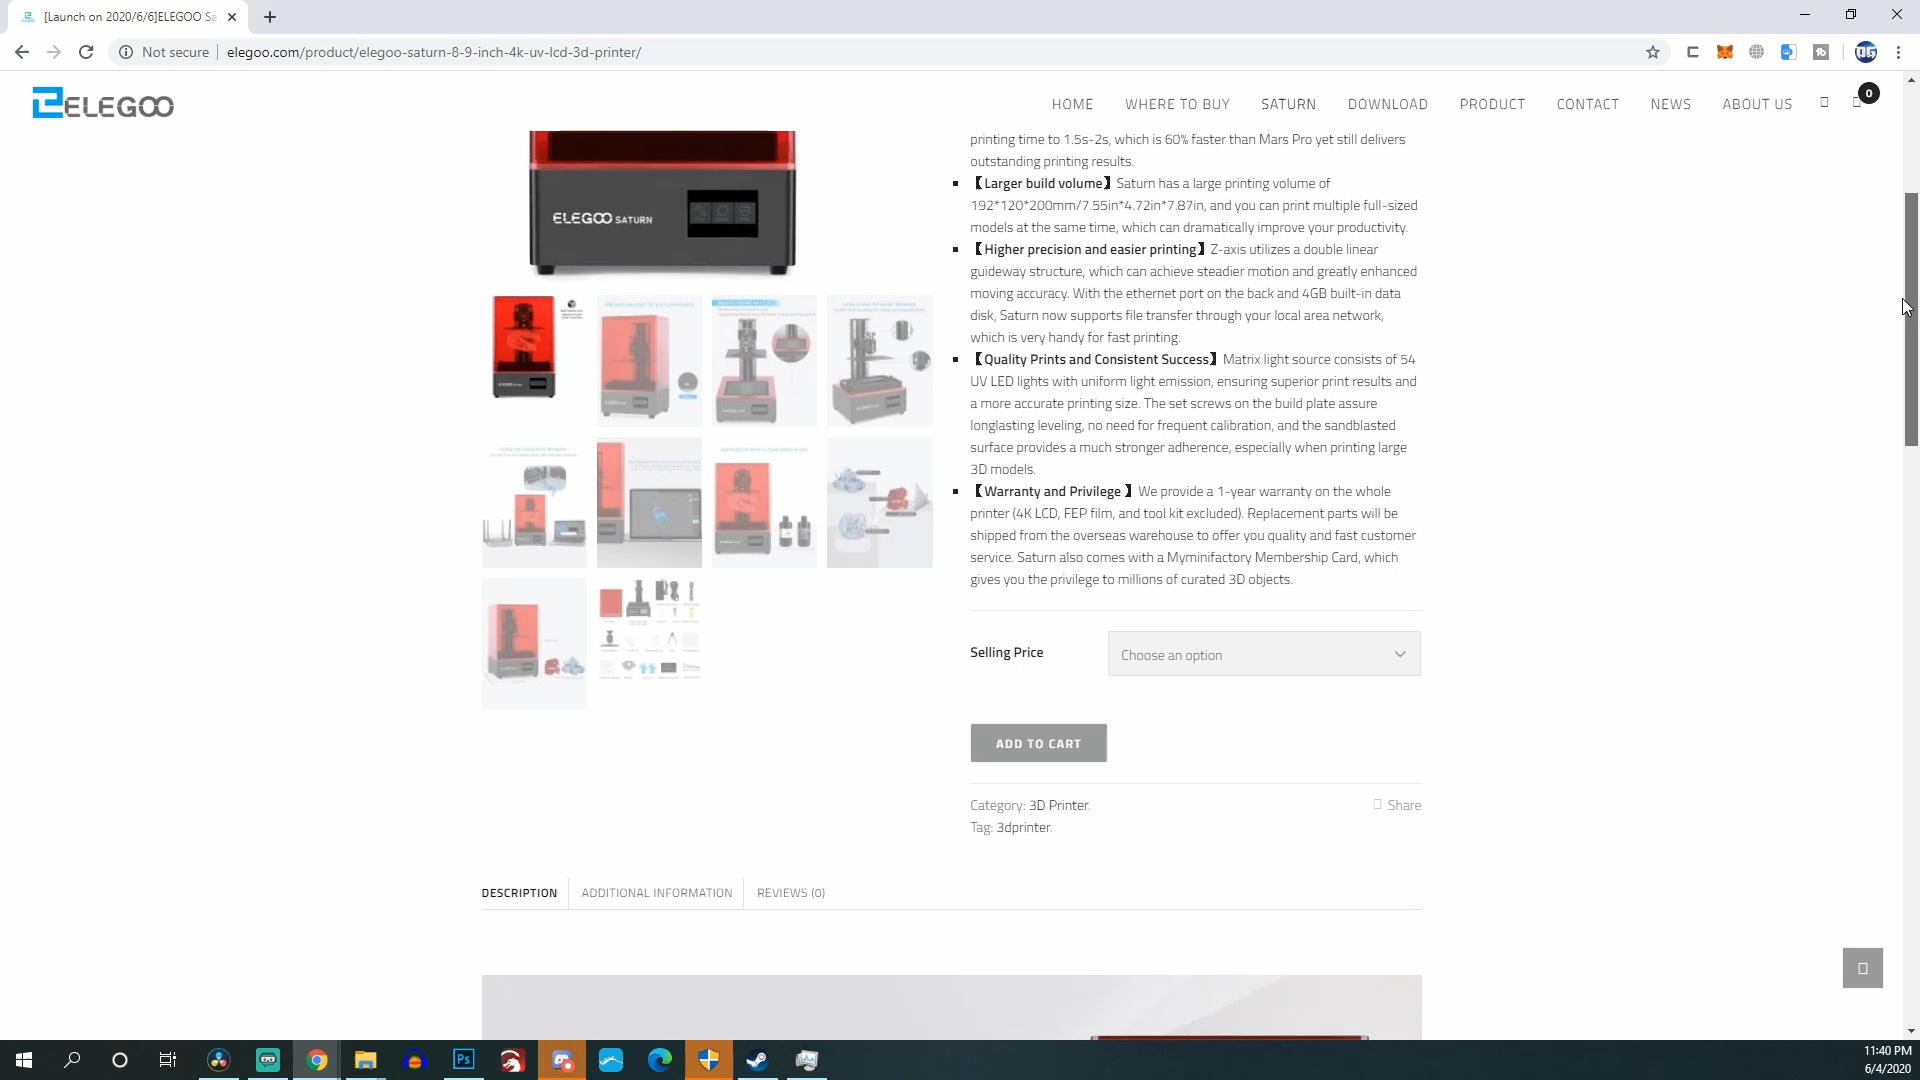 [Launch on 2020/6/6]ELEGOO Sa
Not secure
elegoo.com/product/elegoo-saturn-8-9-inch-4k-uv-lcd-3d-printer/
ELEGOO
HOME
WHERE TO BUY
SATURN
DOWNLOAD
PRODUCT
CONTACT
NEWS
ABOUT US
0
ELEGOO SATURN
printing time to 1.5s-2s, which is 60% faster than Mars Pro yet still delivers
outstanding printing results.
【Larger build volume】Saturn has a large printing volume of
192*120*200mm/7.55in*4.72in*7.87in, and you can print multiple full-sized
models at the same time, which can dramatically improve your productivity.
【Higher precision and easier printing】Z-axis utilizes a double linear
guideway structure, which can achieve steadier motion and greatly enhanced
moving accuracy. With the ethernet port on the back and 4GB built-in data
disk, Saturn now supports file transfer through your local area network,
which is very handy for fast printing.
【Quality Prints and Consistent Success】Matrix light source consists of 54
UV LED lights with uniform light emission, ensuring superior print results and
a more accurate printing size. The set screws on the build plate assure
longlasting leveling, no need for frequent calibration, and the sandblasted
surface provides a much stronger adherence, especially when printing large
3D models.
【Warranty and Privilege 】We provide a 1-year warranty on the whole
printer (4K LCD, FEP film, and tool kit excluded). Replacement parts will be
shipped from the overseas warehouse to offer you quality and fast customer
service. Saturn also comes with a Myminifactory Membership Card, which
gives you the privilege to millions of curated 3D objects.
Selling Price
Choose an option
ADD TO CART
Category: 3D Printer.
Share
Tag: 3dprinter.
DESCRIPTION
ADDITIONAL INFORMATION
REVIEWS (0)
Ps
11:40 PM
6/4/2020